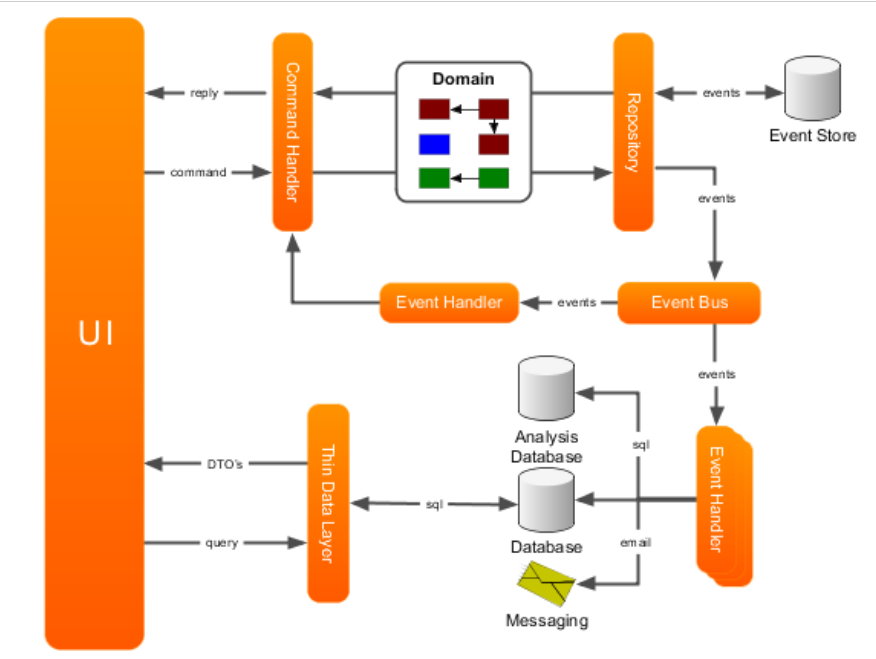 UI
reply
command
Command Handler
Domain
Repository
events
Event Store
events
Event Handler
events
Event Bus
events
Analysis
Database
sql
Event Handler
DTO's
Thin Data Layer
sql
Database
query
email
Messaging